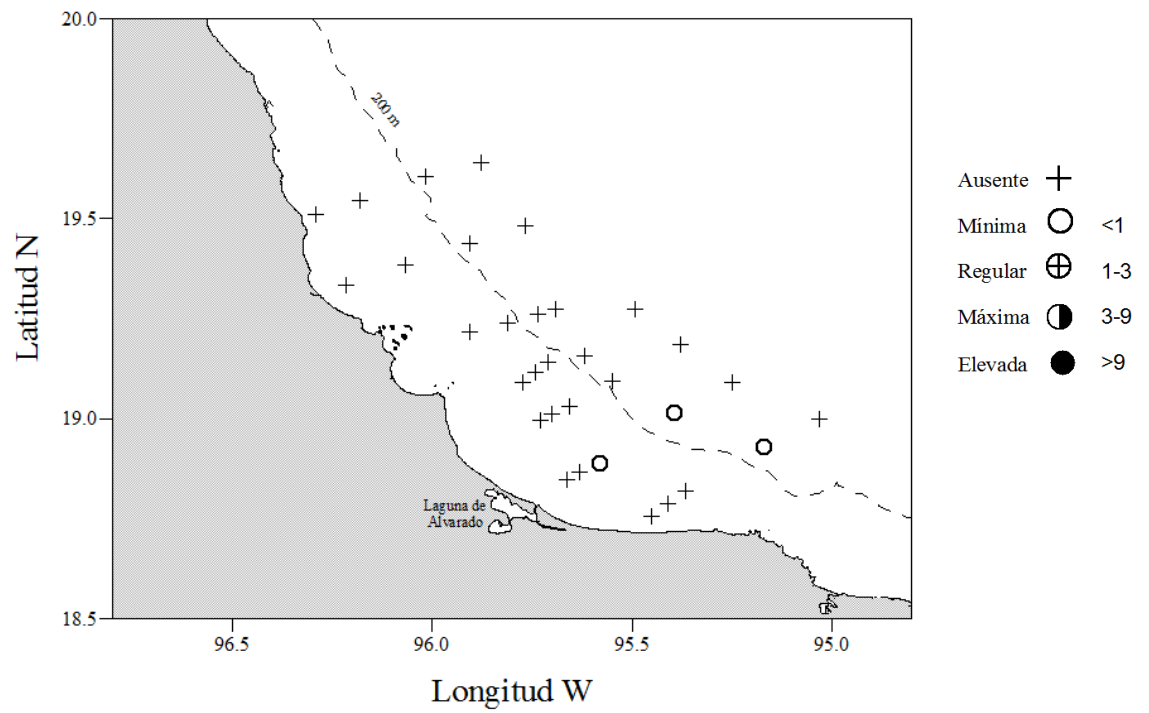 20.0
200 m
19.5
19.0
18.5
Latitud N
Laguna de
Alvarado
96.5 96.0 95.5 95.0
Longitud W
Ausente
Mínima <1
Regular 1-3
Máxima 3-9
Elevada >9